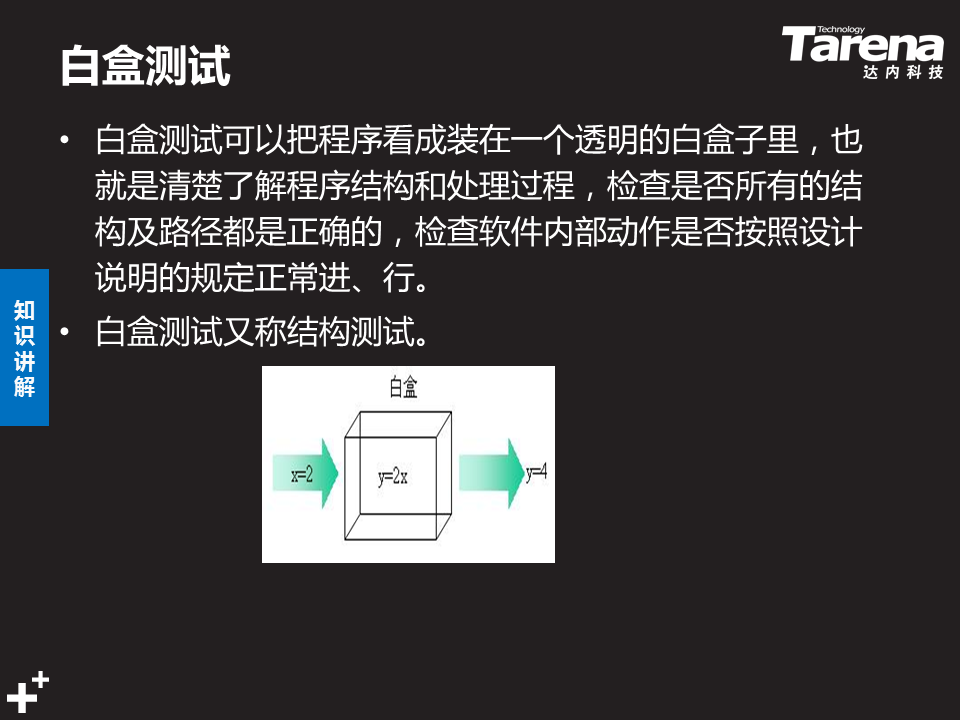 白盒测试
Technology
Tarena
达内科技
• 白盒测试可以把程序看成装在一个透明的白盒子里，也
就是清楚了解程序结构和处理过程，检查是否所有的结
构及路径都是正确的，检查软件内部动作是否按照设计
说明的规定正常进、行。
• 白盒测试又称结构测试。
知
识
讲
解
白盒
x=2
y=2x
y=4